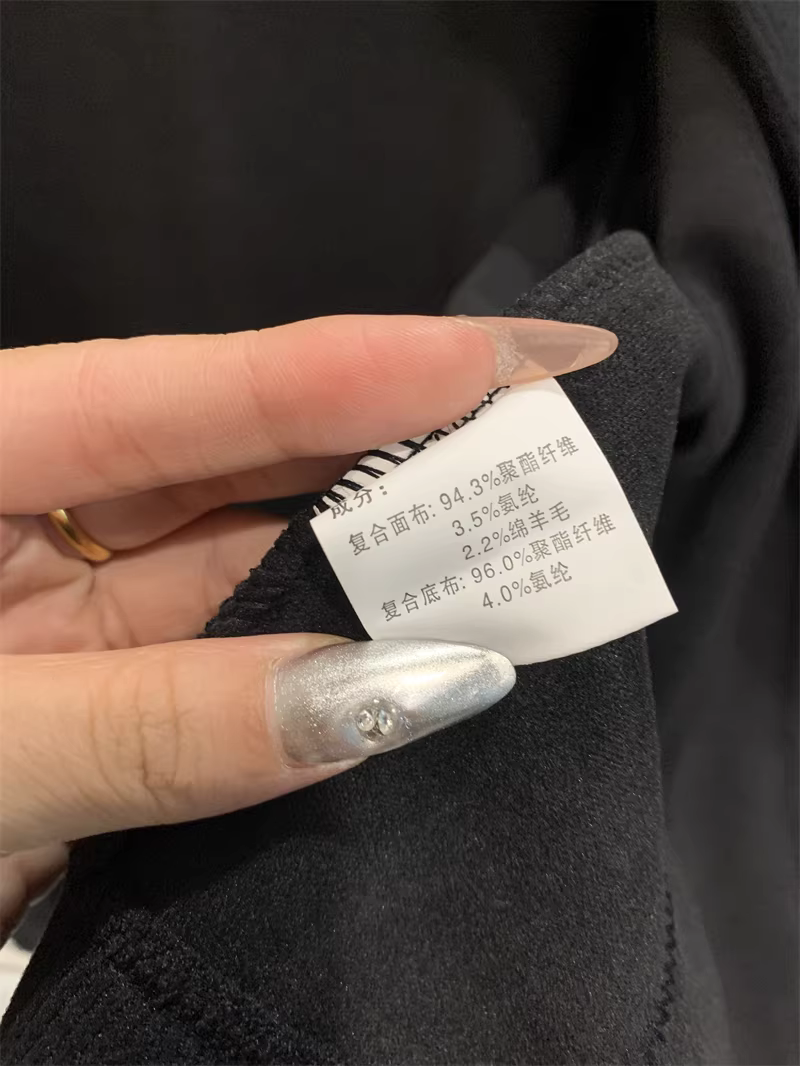 成分：
复合面布: 94.3%聚酯纤维
3.5%氨纶
2.2%绵羊毛
复合底布: 96.0%聚酯纤维
4.0%氨纶